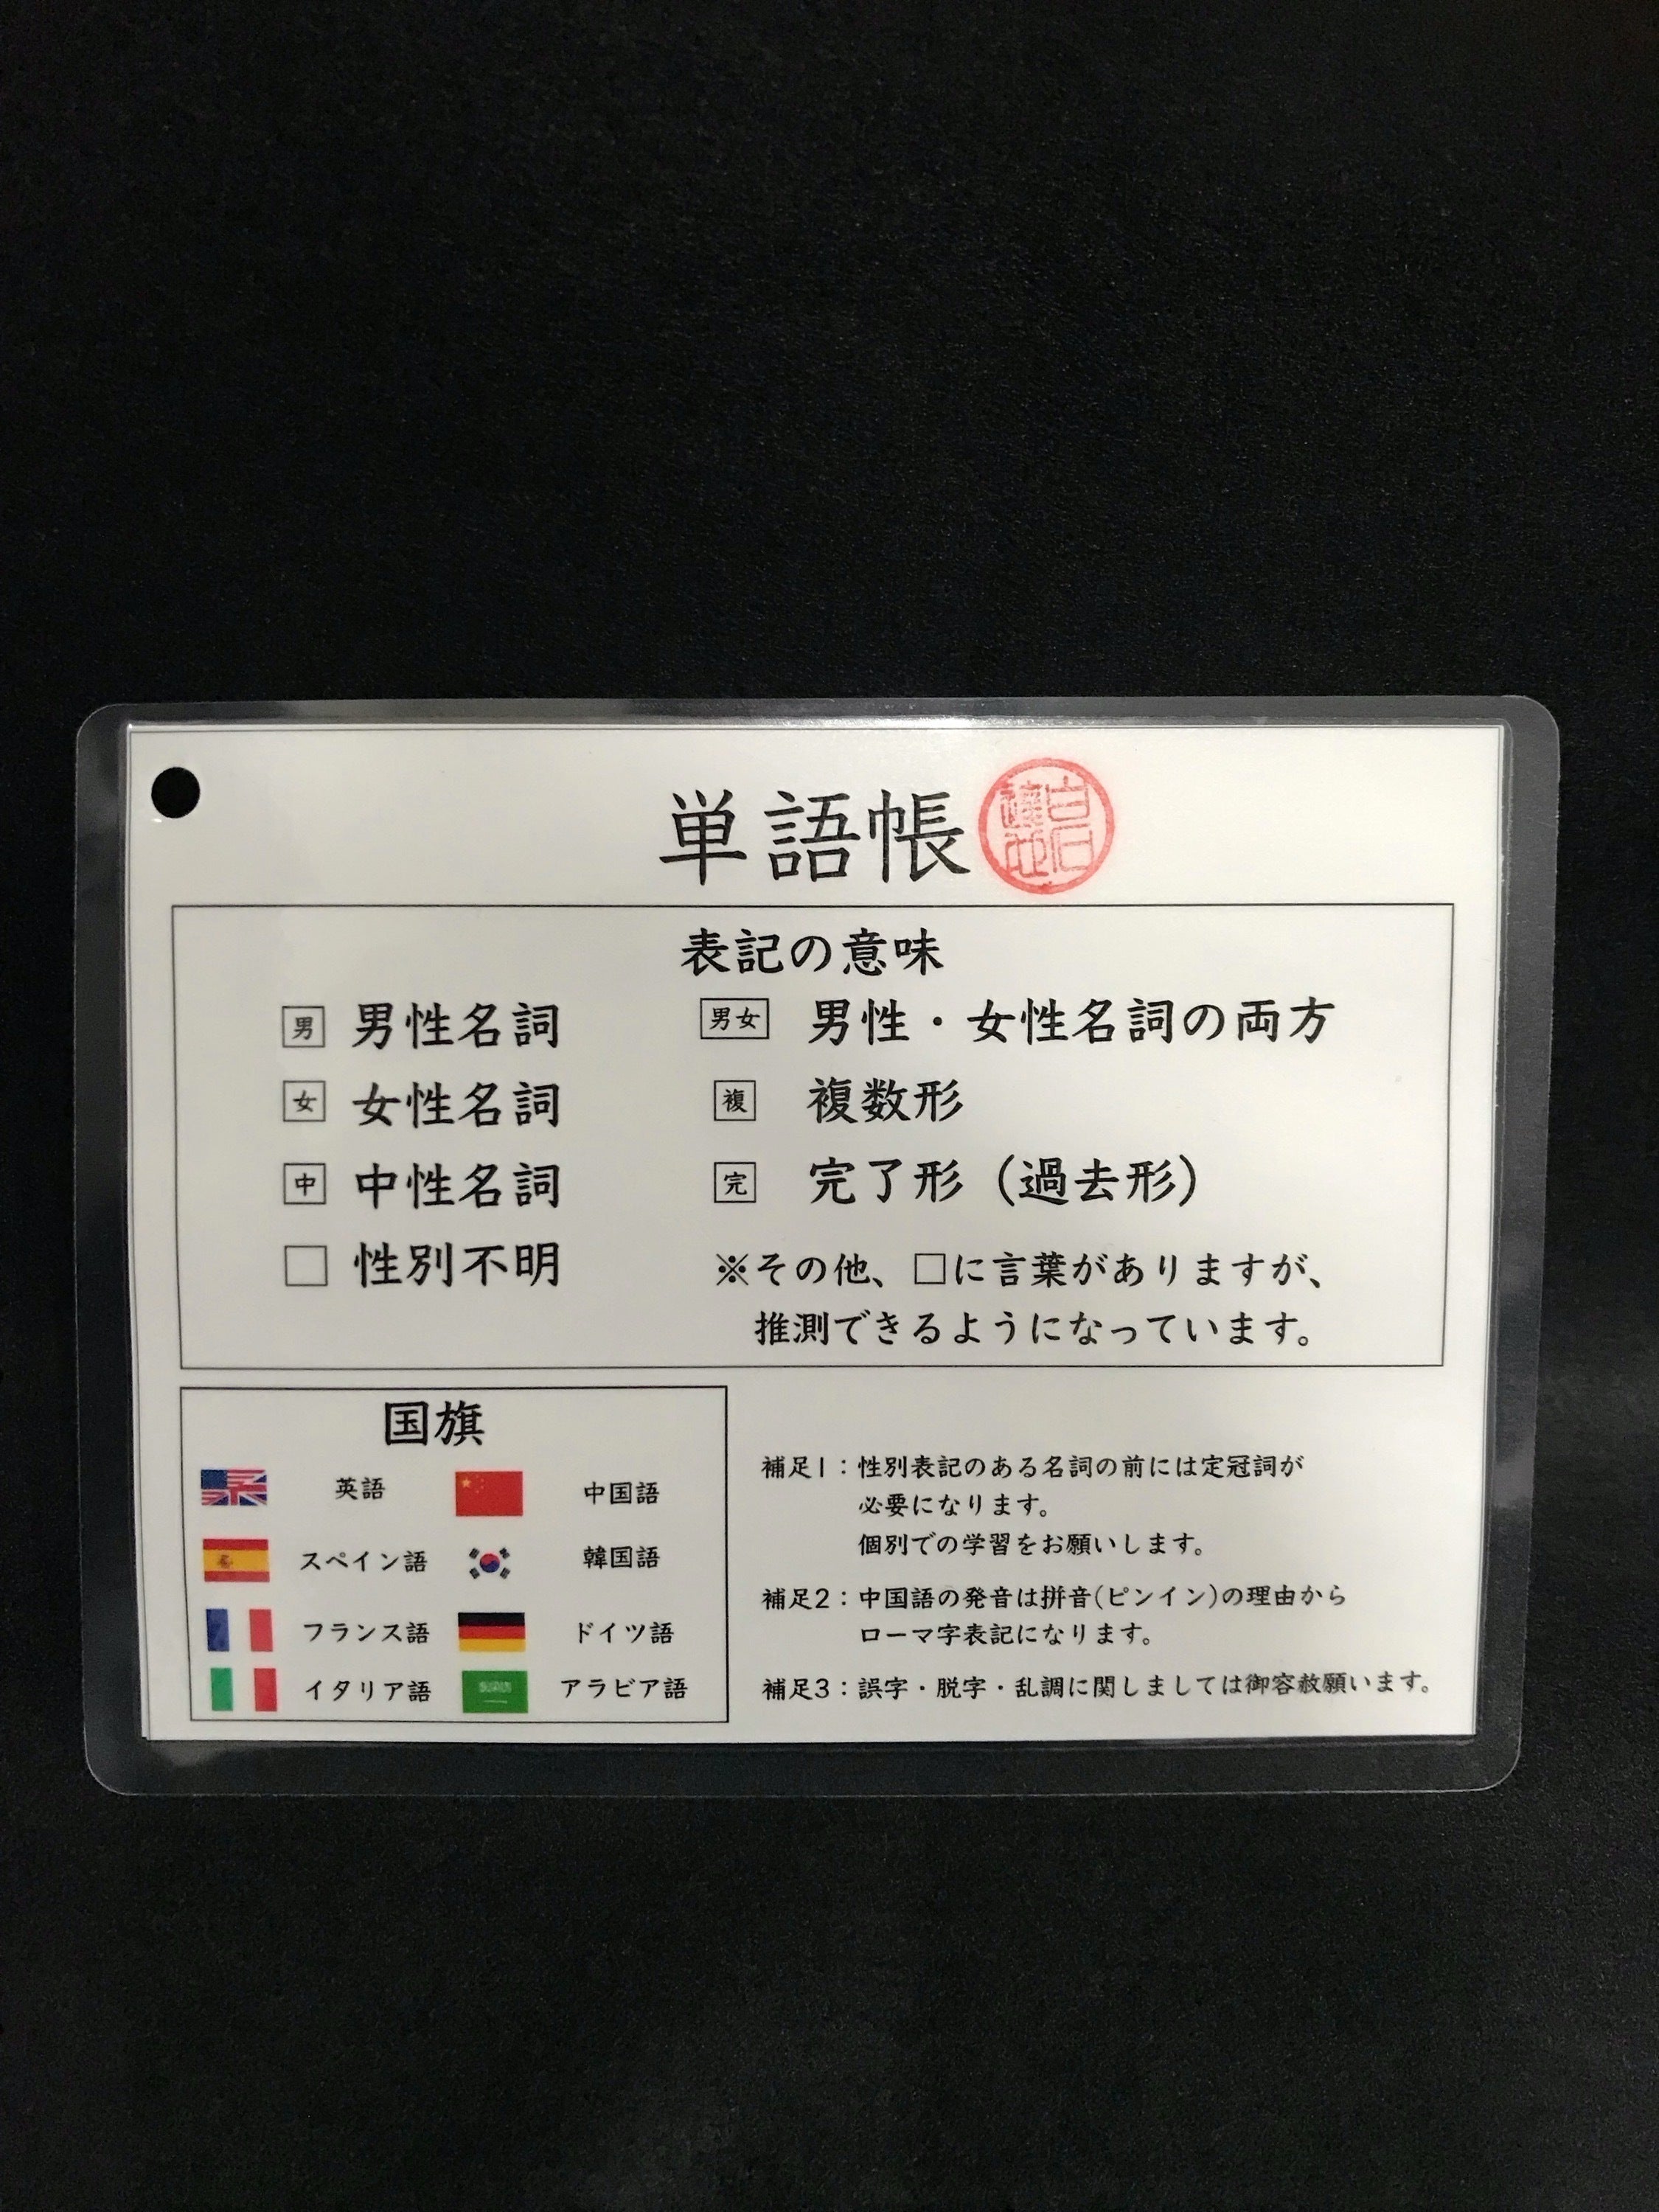 単語帳
表記の意味
男 男性名詞
女 女性名詞
中 中性名詞
□ 性別不明
男女 男性・女性名詞の両方
複 複数形
完 完了形（過去形）
※その他、□に言葉がありますが、
推測できるようになっています。
国旗
英語 中国語
スペイン語 韓国語
フランス語 ドイツ語
イタリア語 アラビア語
補足1：性別表記のある名詞の前には定冠詞が
必要になります。
個別での学習をお願いします。
補足2：中国語の発音は拼音(ピンイン)の理由から
ローマ字表記になります。
補足3：誤字・脱字・乱調に関しましては御容赦願います。